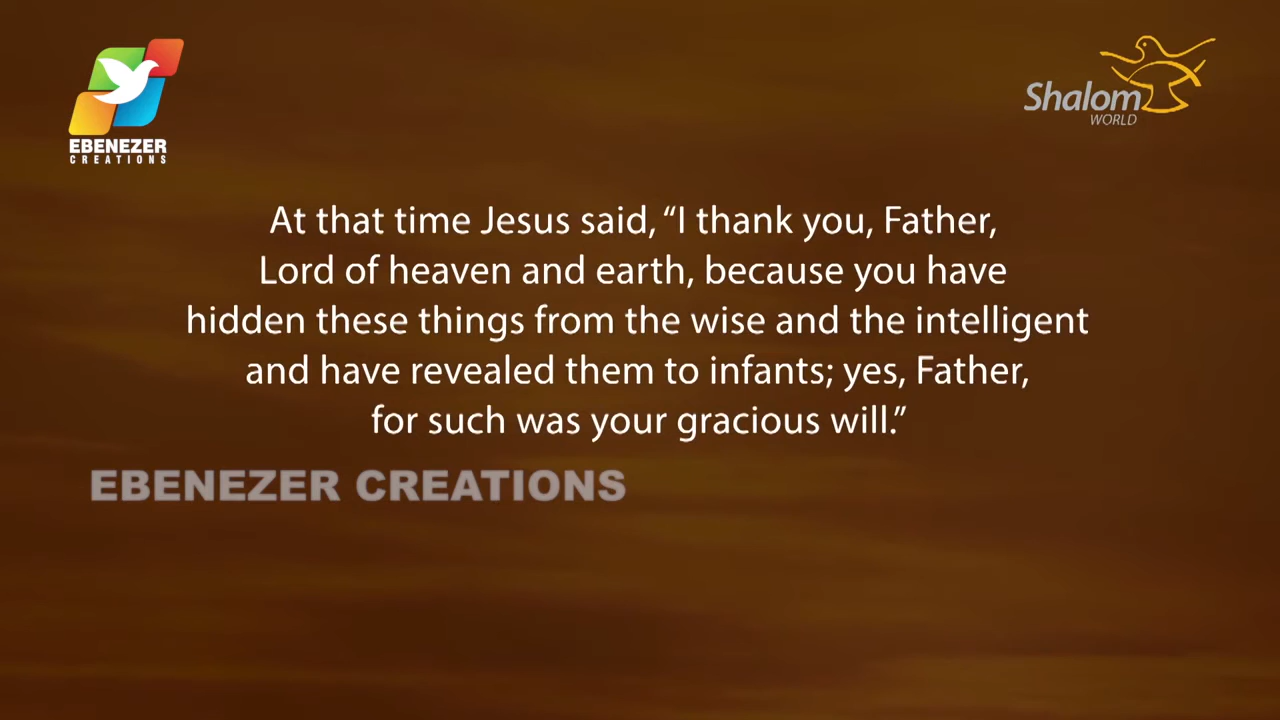 EBENEZER
CREATIONS
Shalom
WORLD
At that time Jesus said, “I thank you, Father,
Lord of heaven and earth, because you have
hidden these things from the wise and the intelligent
and have revealed them to infants; yes, Father,
for such was your gracious will.”
EBENEZER CREATIONS